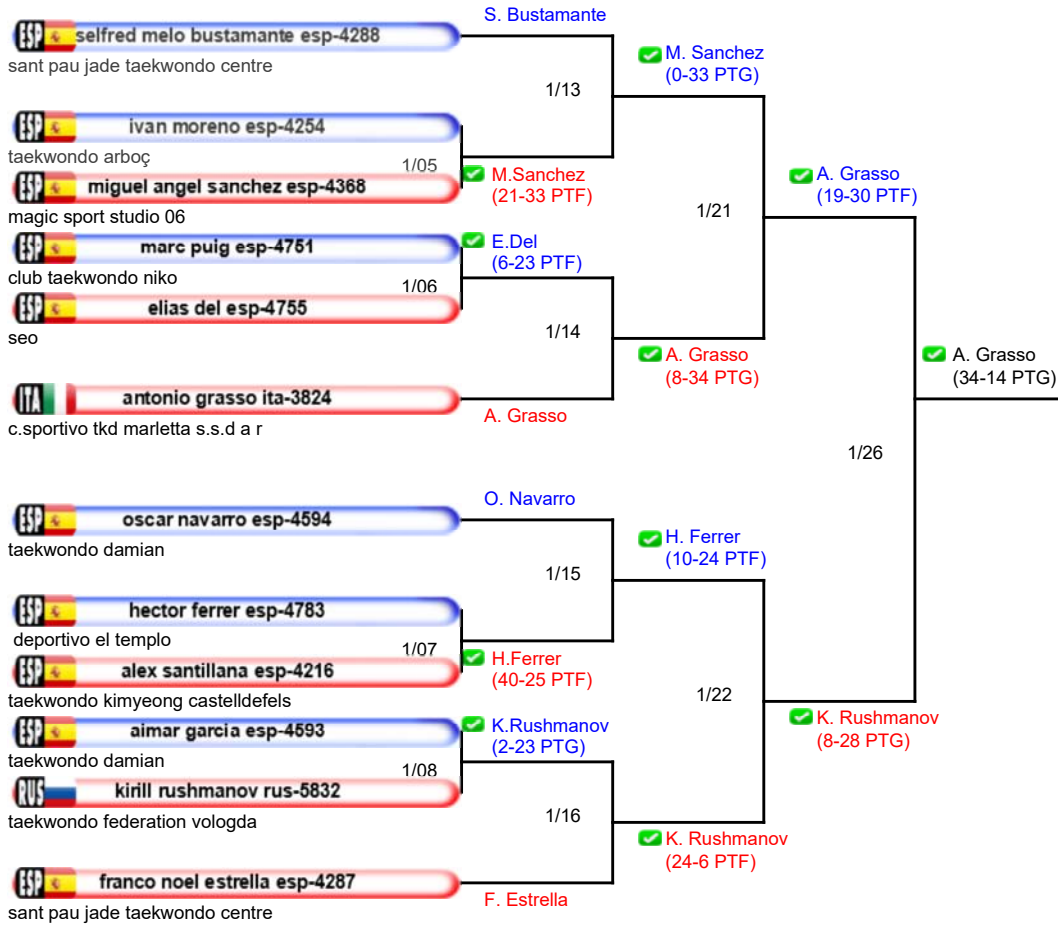 S. Bustamante
ESP selfred melo bustamante esp-4288
sant pau jade taekwondo centre
M. Sanchez
(0-33 PTG)
1/13
ESP ivan moreno esp-4254
taekwondo arboç
1/05
ESP miguel angel sanchez esp-4368
magic sport studio 06
M.Sanchez
(21-33 PTF)
A. Grasso
(19-30 PTF)
1/21
ESP marc puig esp-4751
club taekwondo niko
E.Del
(6-23 PTF)
1/06
ESP elias del esp-4755
seo
1/14
A. Grasso
(8-34 PTG)
A. Grasso
(34-14 PTG)
ITA antonio grasso ita-3824
c.sportivo tkd marletta s.s.d a r
A. Grasso
1/26
O. Navarro
ESP oscar navarro esp-4594
taekwondo damian
H. Ferrer
(10-24 PTF)
1/15
ESP hector ferrer esp-4783
deportivo el templo
1/07
ESP alex santillana esp-4216
taekwondo kimyeong castelldefels
H.Ferrer
(40-25 PTF)
1/22
K. Rushmanov
(8-28 PTG)
ESP aimar garcia esp-4593
taekwondo damian
K.Rushmanov
(2-23 PTG)
1/08
RUS kirill rushmanov rus-5832
taekwondo federation vologda
1/16
K. Rushmanov
(24-6 PTF)
ESP franco noel estrella esp-4287
sant pau jade taekwondo centre
F. Estrella